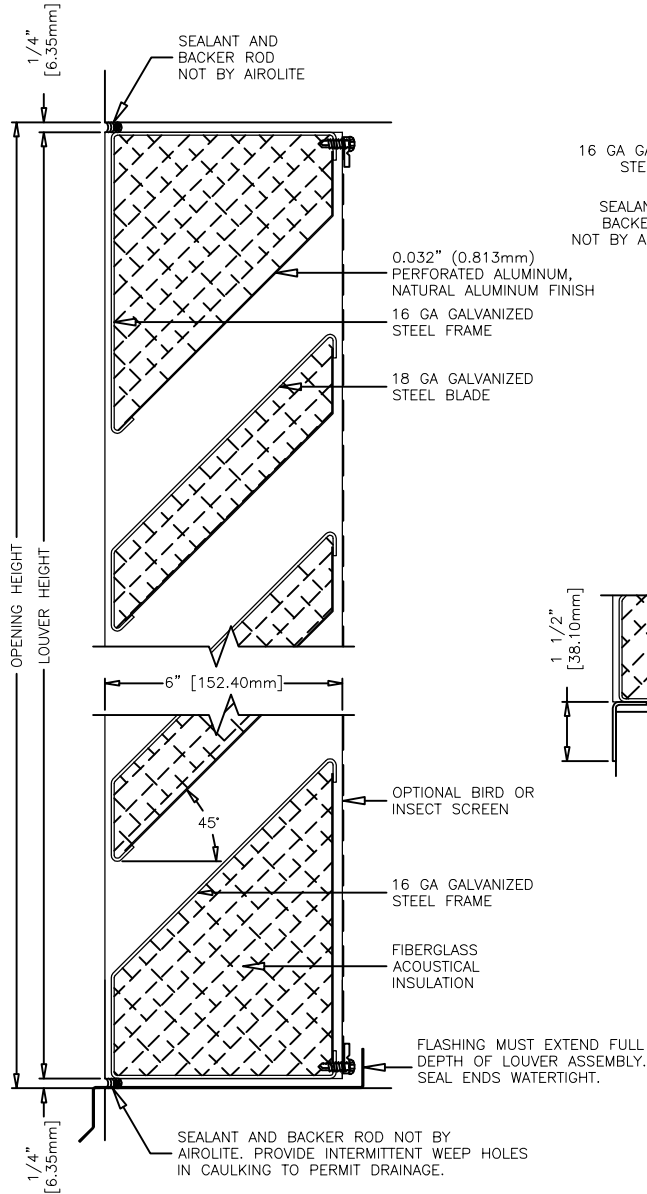 1/4"
[6.35mm]
SEALANT AND
BACKER ROD
NOT BY AIROLITE
16 GA
STE
SEALAN
BACKE
NOT BY A
0.032" (0.813mm)
PERFORATED ALUMINUM,
NATURAL ALUMINUM FINISH
16 GA GALVANIZED
STEEL FRAME
18 GA GALVANIZED
STEEL BLADE
OPENING HEIGHT
LOUVER HEIGHT
1 1/2"
[38.10mm]
6" [152.40mm]
45°
OPTIONAL BIRD OR
INSECT SCREEN
16 GA GALVANIZED
STEEL FRAME
FIBERGLASS
ACOUSTICAL
INSULATION
FLASHING MUST EXTEND FULL
DEPTH OF LOUVER ASSEMBLY.
SEAL ENDS WATERTIGHT.
1/4"
[6.35mm]
SEALANT AND BACKER ROD NOT BY
AIROLITE. PROVIDE INTERMITTENT WEEP HOLES
IN CAULKING TO PERMIT DRAINAGE.